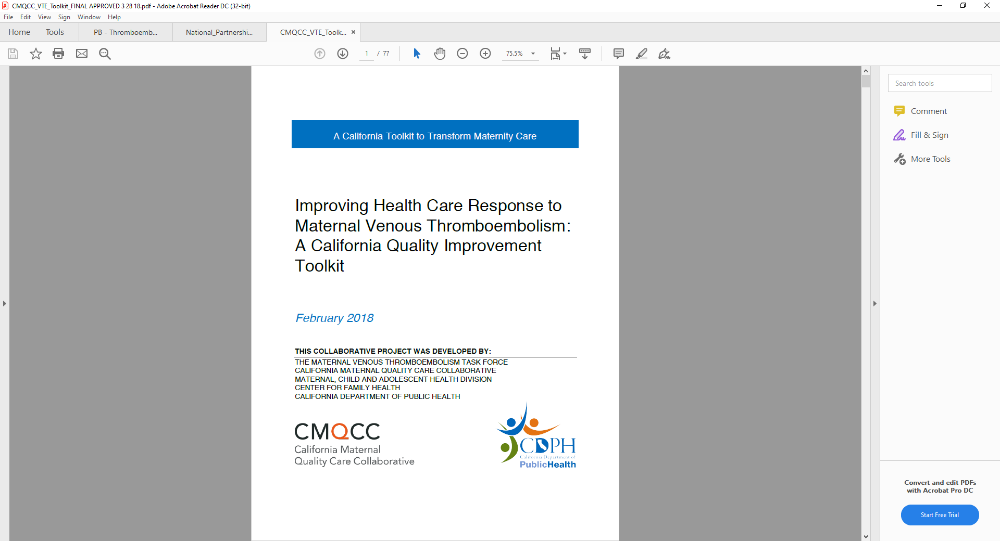 CMQCC_VTE_Toolkit_FINAL APPROVED 3 28 18.pdf - Adobe Acrobat Reader DC (32-bit)
File Edit View Sign Window Help
Home Tools PB - Thromboemb... National_Partnershi... CMQCC_VTE_Toolk... ×
1 / 77 75.5%
Search tools
Comment
Fill & Sign
More Tools
A California Toolkit to Transform Maternity Care
Improving Health Care Response to
Maternal Venous Thromboembolism:
A California Quality Improvement
Toolkit
February 2018
THIS COLLABORATIVE PROJECT WAS DEVELOPED BY:
THE MATERNAL VENOUS THROMBOEMBOLISM TASK FORCE
CALIFORNIA MATERNAL QUALITY CARE COLLABORATIVE
MATERNAL, CHILD AND ADOLESCENT HEALTH DIVISION
CENTER FOR FAMILY HEALTH
CALIFORNIA DEPARTMENT OF PUBLIC HEALTH
CMQCC
California Maternal
Quality Care Collaborative
CDPH
California Department of
PublicHealth
Convert and edit PDFs
with Acrobat Pro DC
Start Free Trial